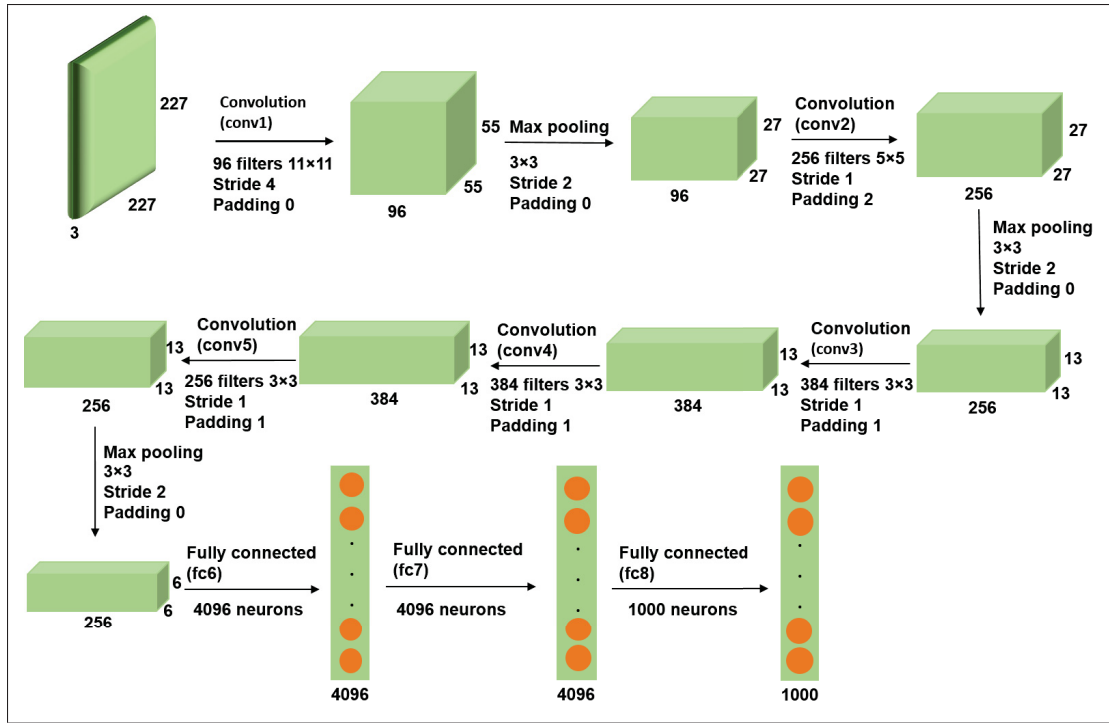 227
227
3
Convolution
(conv1)
96 filters 11×11
Stride 4
Padding 0
55
55
96
Max pooling
3×3
Stride 2
Padding 0
27
27
96
Convolution
(conv2)
256 filters 5×5
Stride 1
Padding 2
27
27
256
Max pooling
3×3
Stride 2
Padding 0
13
13
256
Convolution
(conv3)
384 filters 3×3
Stride 1
Padding 1
13
13
384
Convolution
(conv4)
384 filters 3×3
Stride 1
Padding 1
13
13
384
Convolution
(conv5)
256 filters 3×3
Stride 1
Padding 1
13
13
256
Max pooling
3×3
Stride 2
Padding 0
6
6
256
Fully connected
(fc6)
4096 neurons
4096
Fully connected
(fc7)
4096 neurons
4096
Fully connected
(fc8)
1000 neurons
1000